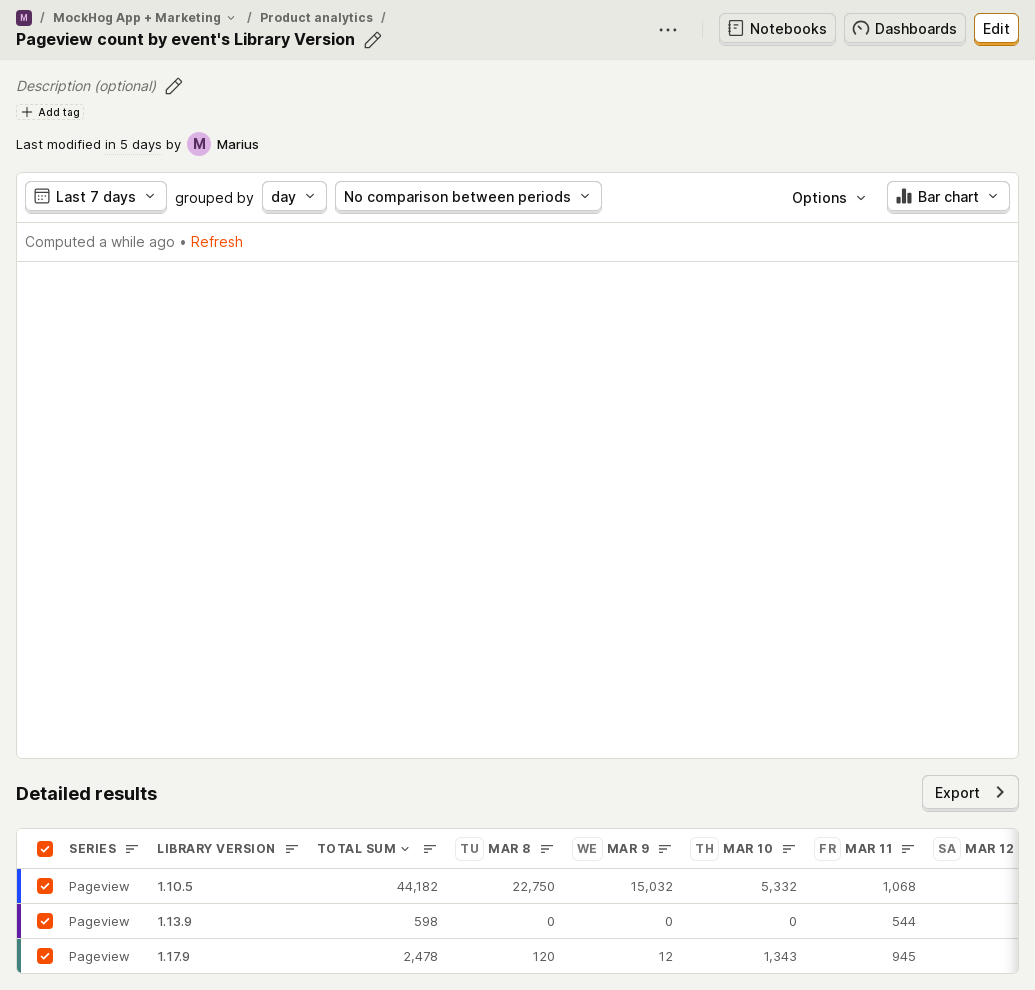 M / MockHog App + Marketing / Product analytics /
Pageview count by event's Library Version
Notebooks Dashboards Edit
Description (optional)
Add tag
Last modified in 5 days by M Marius
Last 7 days grouped by day No comparison between periods Options Bar chart
Computed a while ago • Refresh
Detailed results
Export
SERIES LIBRARY VERSION TOTAL SUM TU MAR 8 WE MAR 9 TH MAR 10 FR MAR 11 SA MAR 12
Pageview 1.10.5 44,182 22,750 15,032 5,332 1,068
Pageview 1.13.9 598 0 0 0 544
Pageview 1.17.9 2,478 120 12 1,343 945